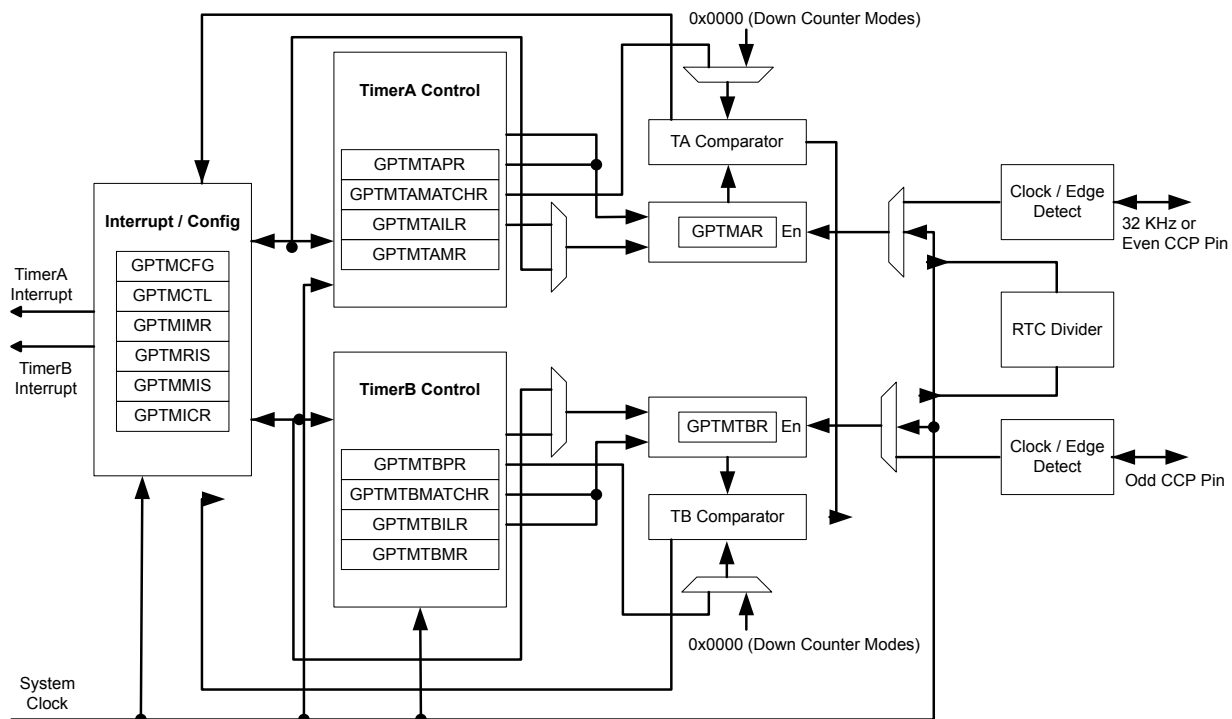 0x0000 (Down Counter Modes)
TimerA Control
GPTMTAPR
GPTMTAMATCHR
GPTMTAILR
GPTMTAMR
TA Comparator
GPTMAR
En
Clock / Edge
Detect
32 KHz or
Even CCP Pin
Interrupt / Config
GPTMCFG
GPTMCTL
GPTMIMR
GPTMRIS
GPTMMIS
GPTMICR
TimerA
Interrupt
TimerB
Interrupt
RTC Divider
TimerB Control
GPTMTBPR
GPTMTBMATCHR
GPTMTBILR
GPTMTBMR
GPTMTBR
En
TB Comparator
Clock / Edge
Detect
Odd CCP Pin
0x0000 (Down Counter Modes)
System
Clock